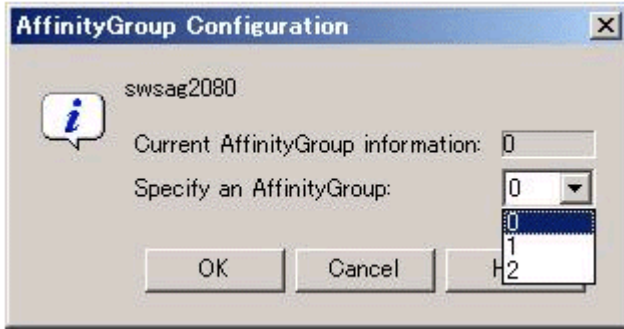 AffinityGroup Configuration
swsag2080
Current AffinityGroup information: 0
Specify an AffinityGroup: 0
0
1
2
OK Cancel